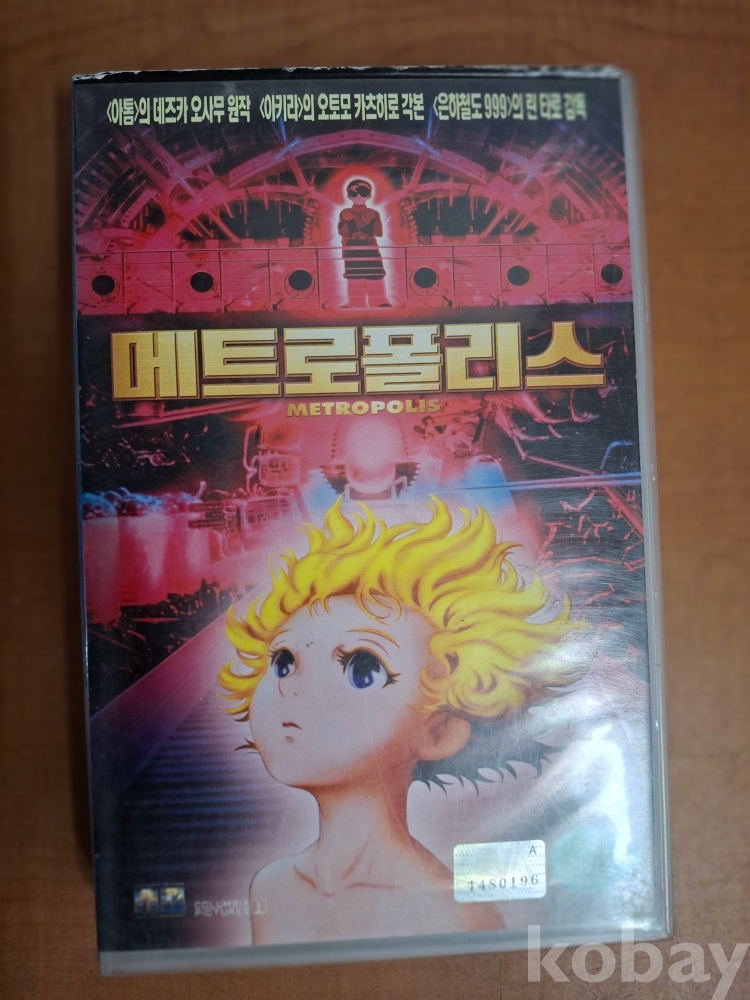 <아톰>의 데즈카 오사무 원작 <아키라>의 오토모 카츠히로 각본 <은하철도 999>의 린 타로 감독
메트로폴리스
METROPOLIS
A
1480196
kobay